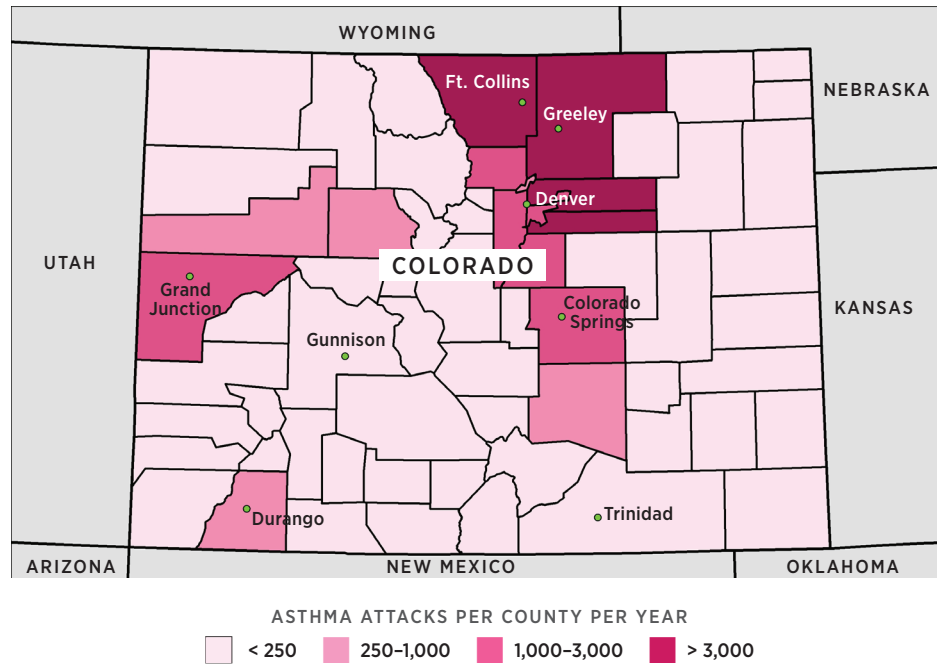 WYOMING
NEBRASKA
Ft. Collins
Greeley
Denver
UTAH
COLORADO
Grand
Junction
Colorado
Springs
KANSAS
Gunnison
Durango
Trinidad
ARIZONA
NEW MEXICO
OKLAHOMA
ASTHMA ATTACKS PER COUNTY PER YEAR
< 250
250–1,000
1,000–3,000
> 3,000